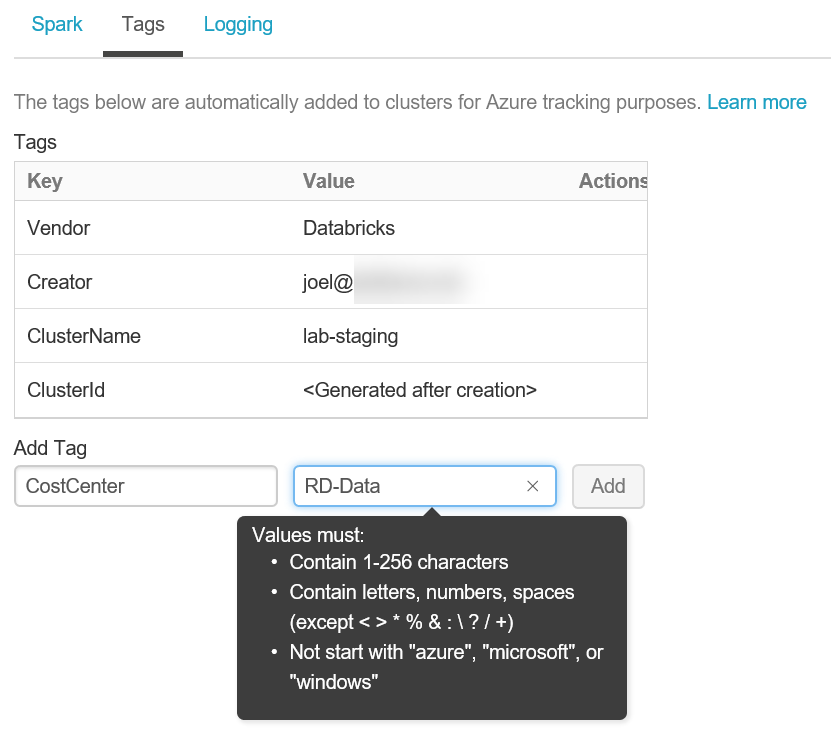 Spark Tags Logging
The tags below are automatically added to clusters for Azure tracking purposes. Learn more
Tags
Key Value Actions
Vendor Databricks
Creator joel@
ClusterName lab-staging
ClusterId <Generated after creation>
Add Tag
CostCenter RD-Data × Add
Values must:
• Contain 1-256 characters
• Contain letters, numbers, spaces
(except < > * % & : \ ? / +)
• Not start with "azure", "microsoft", or
"windows"